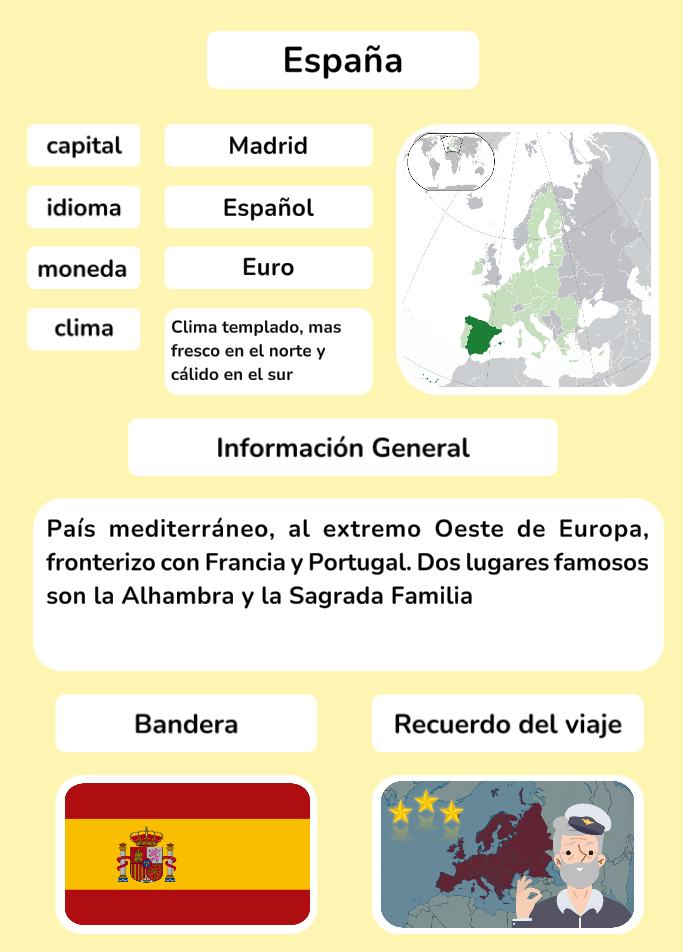 España
capital
Madrid
idioma
Español
moneda
Euro
clima
Clima templado, mas
fresco en el norte y
cálido en el sur
Información General
País mediterráneo, al extremo Oeste de Europa,
fronterizo con Francia y Portugal. Dos lugares famosos
son la Alhambra y la Sagrada Familia
Bandera
Recuerdo del viaje